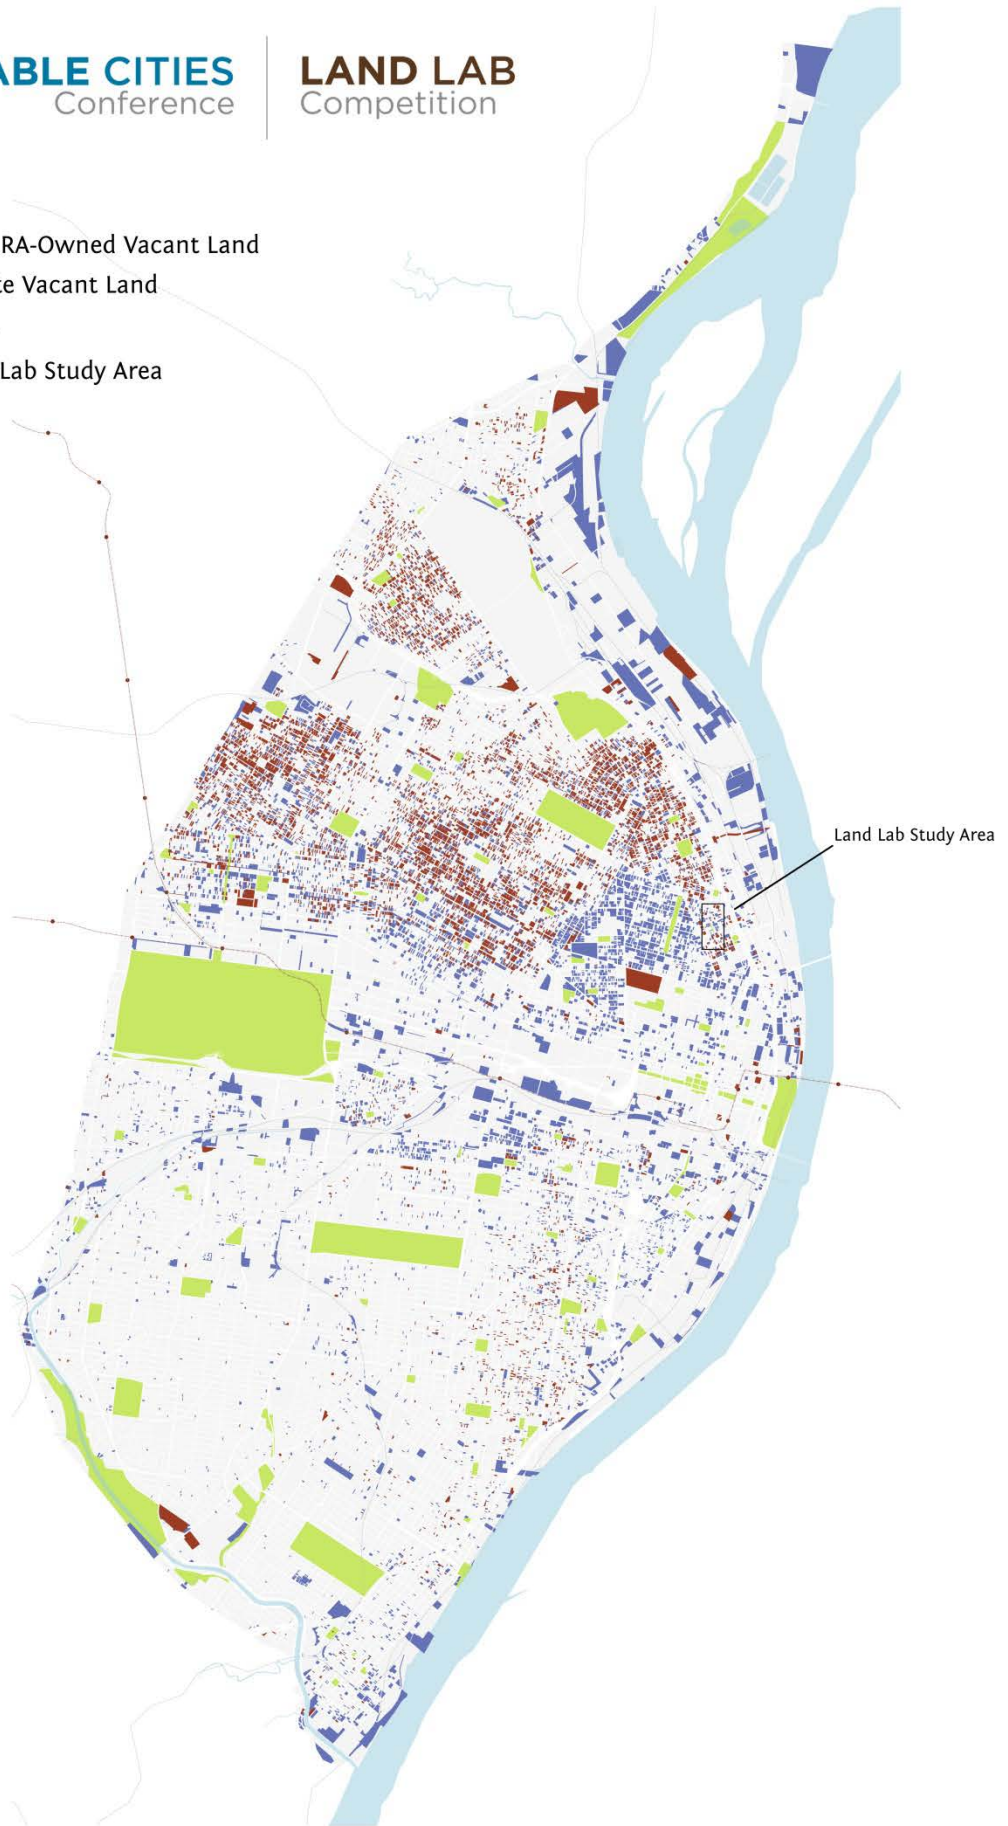 ABLE CITIES
Conference
LAND LAB
Competition
RA-Owned Vacant Land
te Vacant Land
Lab Study Area
Land Lab Study Area